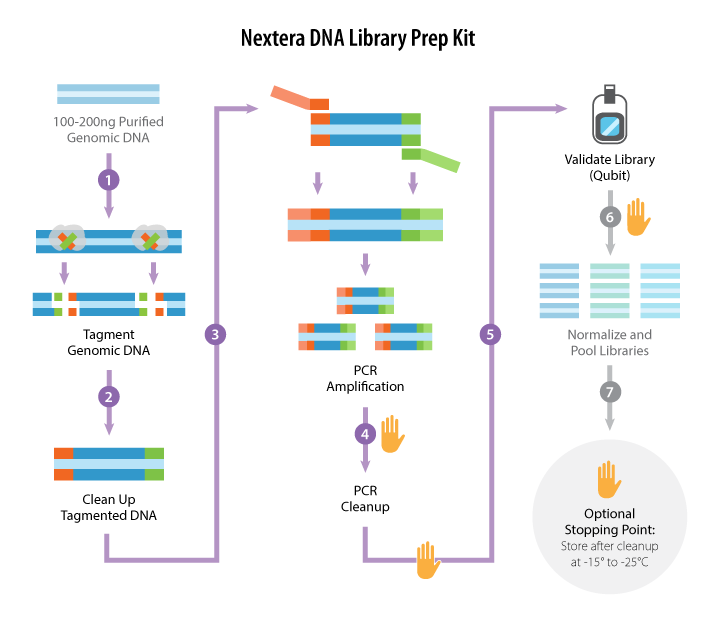 Nextera DNA Library Prep Kit
100-200ng Purified
Genomic DNA
1
Tagment
Genomic DNA
2
Clean Up
Tagmented DNA
3
PCR
Amplification
4
PCR
Cleanup
5
Validate Library
(Qubit)
6
Normalize and
Pool Libraries
7
Optional
Stopping Point:
Store after cleanup
at -15° to -25°C